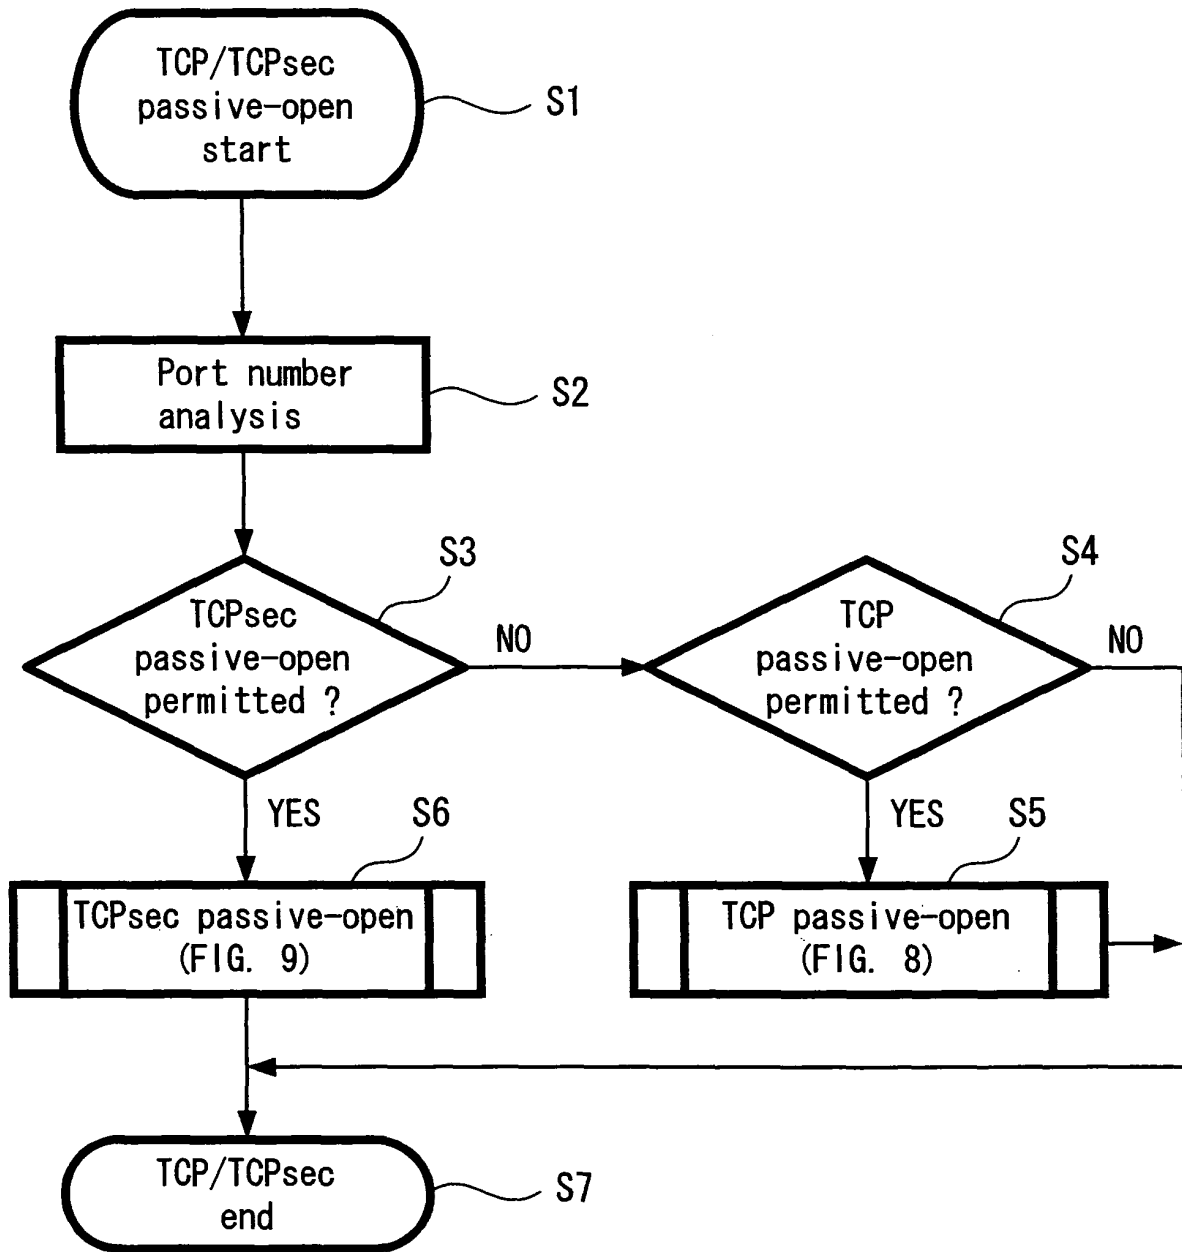 TCP/TCPsec
passive-open
start
S1
Port number
analysis
S2
S3
TCPsec
passive-open
permitted ?
NO
S4
TCP
passive-open
permitted ?
NO
YES
S6
YES
S5
TCPsec passive-open
(FIG. 9)
TCP passive-open
(FIG. 8)
TCP/TCPsec
end
S7